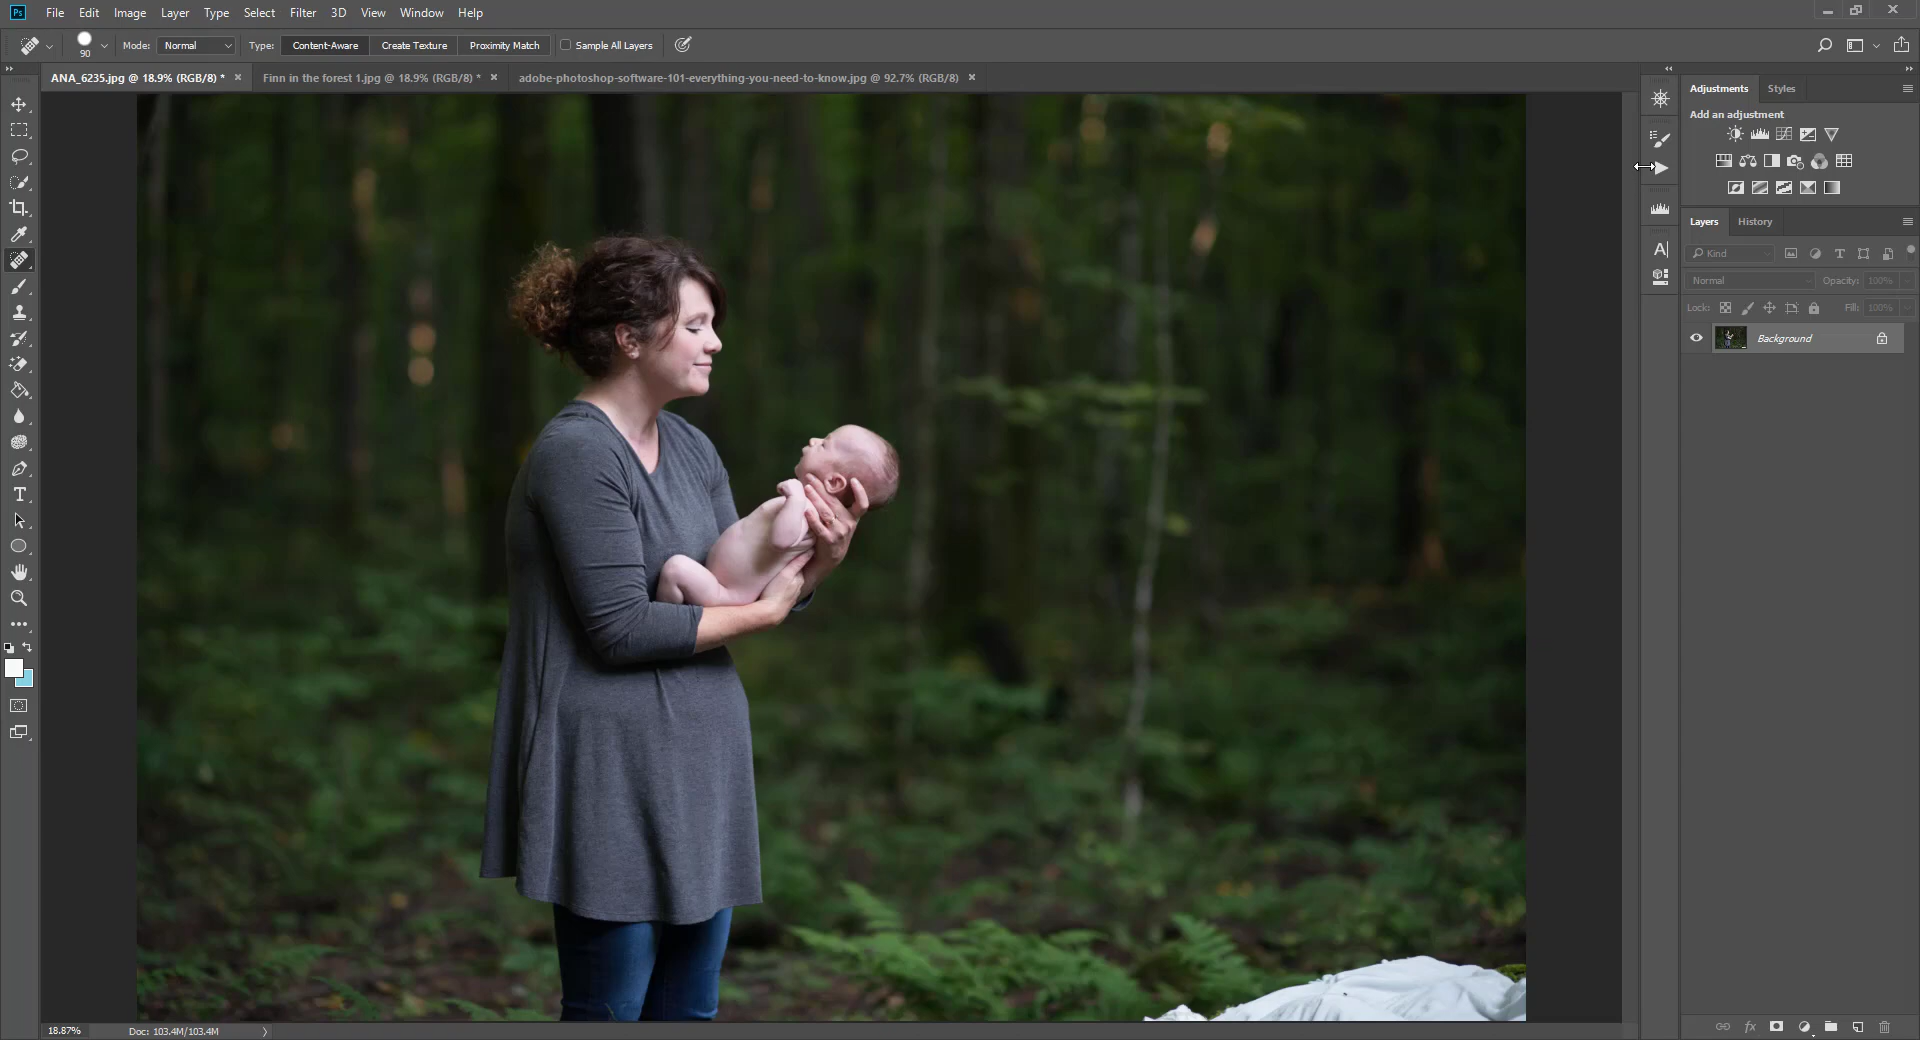 Ps File Edit Image Layer Type Select Filter 3D View Window Help
90 Mode: Normal Type: Content-Aware Create Texture Proximity Match Sample All Layers
ANA_6235.jpg @ 18.9% (RGB/8) * Finn in the forest 1.jpg @ 18.9% (RGB/8) * adobe-photoshop-software-101-everything-you-need-to-know.jpg @ 92.7% (RGB/8)
Adjustments Styles
Add an adjustment
Layers History
Kind
Normal Opacity: 100%
Lock: Fill: 100%
Background
18.87% Doc: 103.4M/103.4M